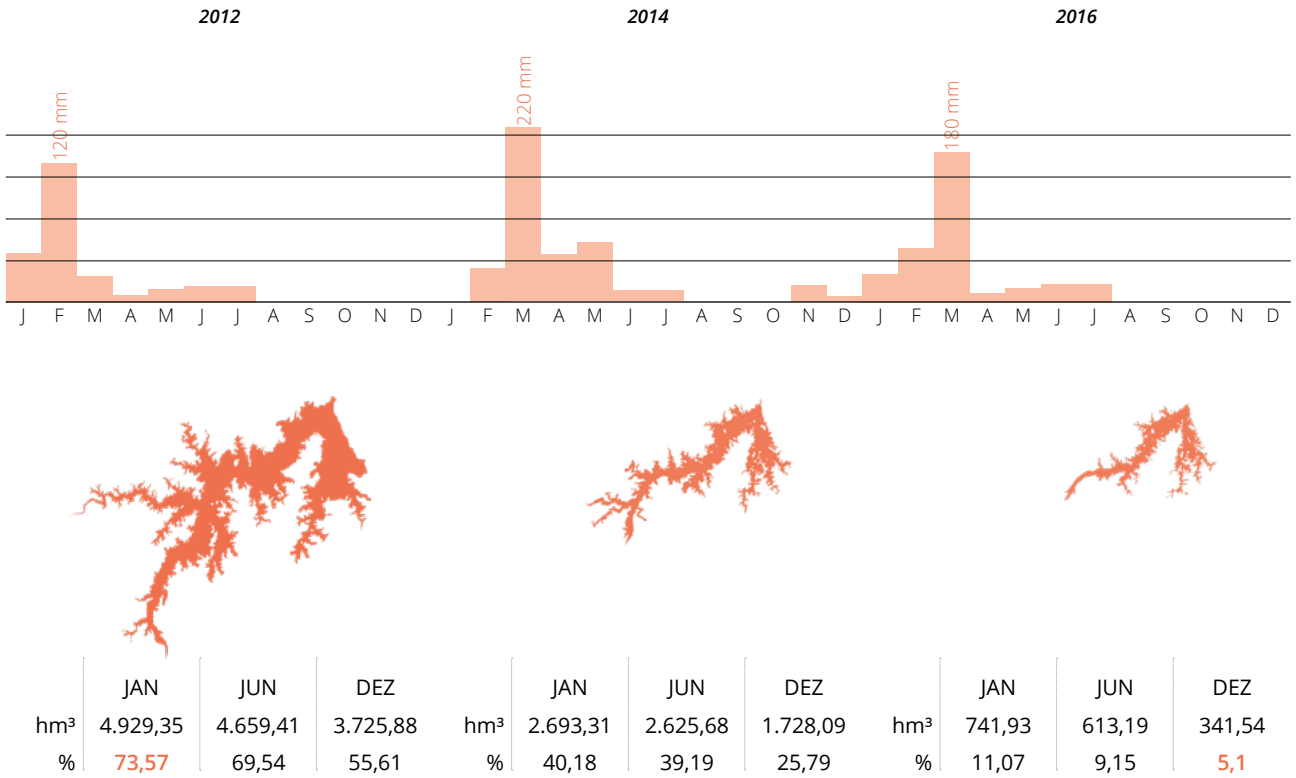 2012 2014 2016
120 mm 220 mm 180 mm
J F M A M J J A S O N D J F M A M J J A S O N D J F M A M J J A S O N D
JAN JUN DEZ JAN JUN DEZ JAN JUN DEZ
hm³ 4.929,35 4.659,41 3.725,88 hm³ 2.693,31 2.625,68 1.728,09 hm³ 741,93 613,19 341,54
% 73,57 69,54 55,61 % 40,18 39,19 25,79 % 11,07 9,15 5,1